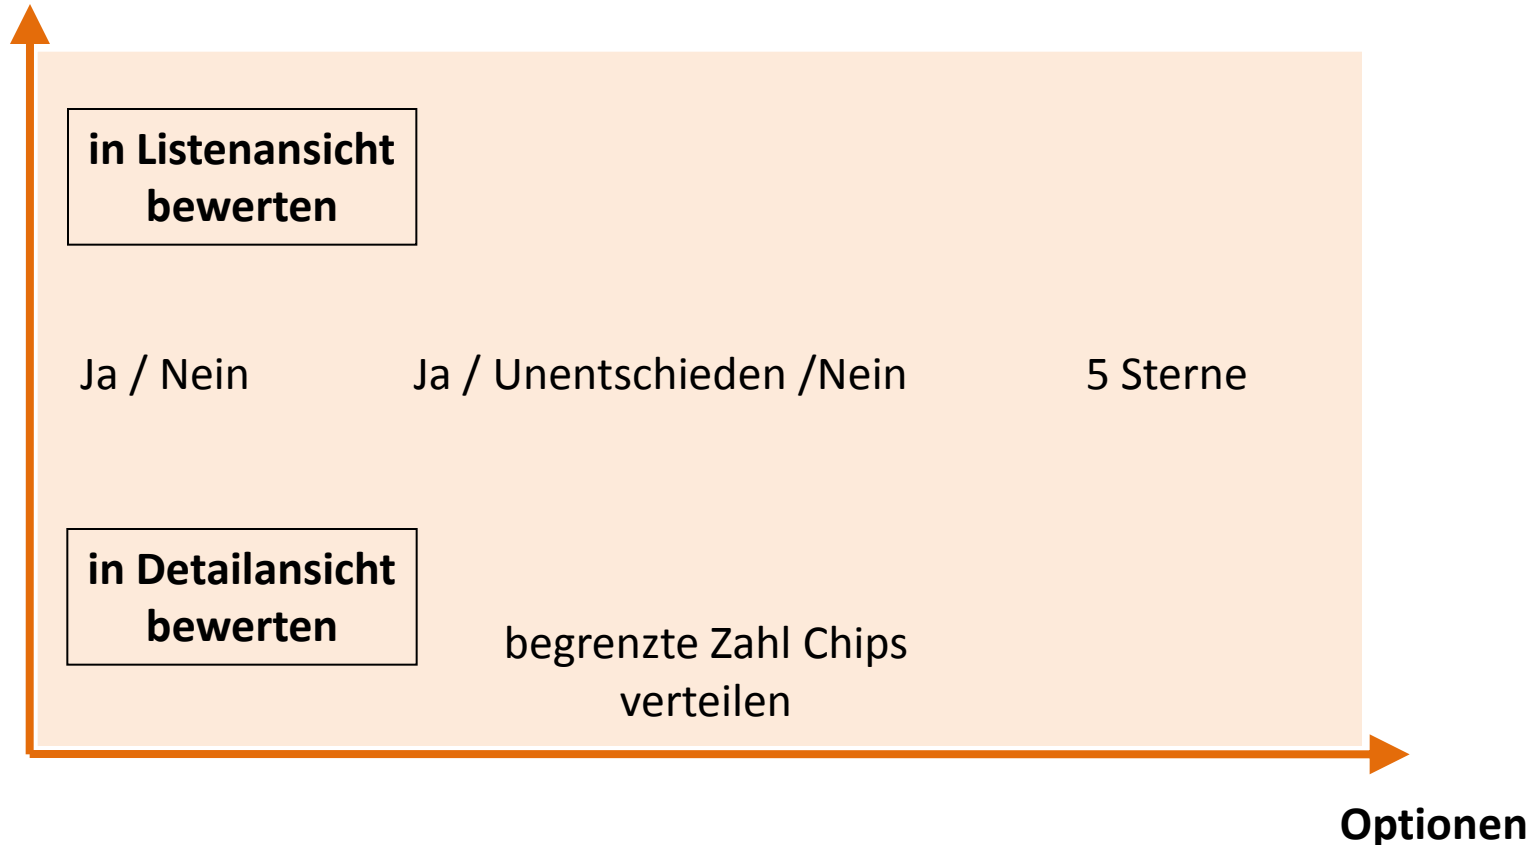 in Listenansicht
bewerten
Ja / Nein
Ja / Unentschieden /Nein
5 Sterne
in Detailansicht
bewerten
begrenzte Zahl Chips
verteilen
Optionen